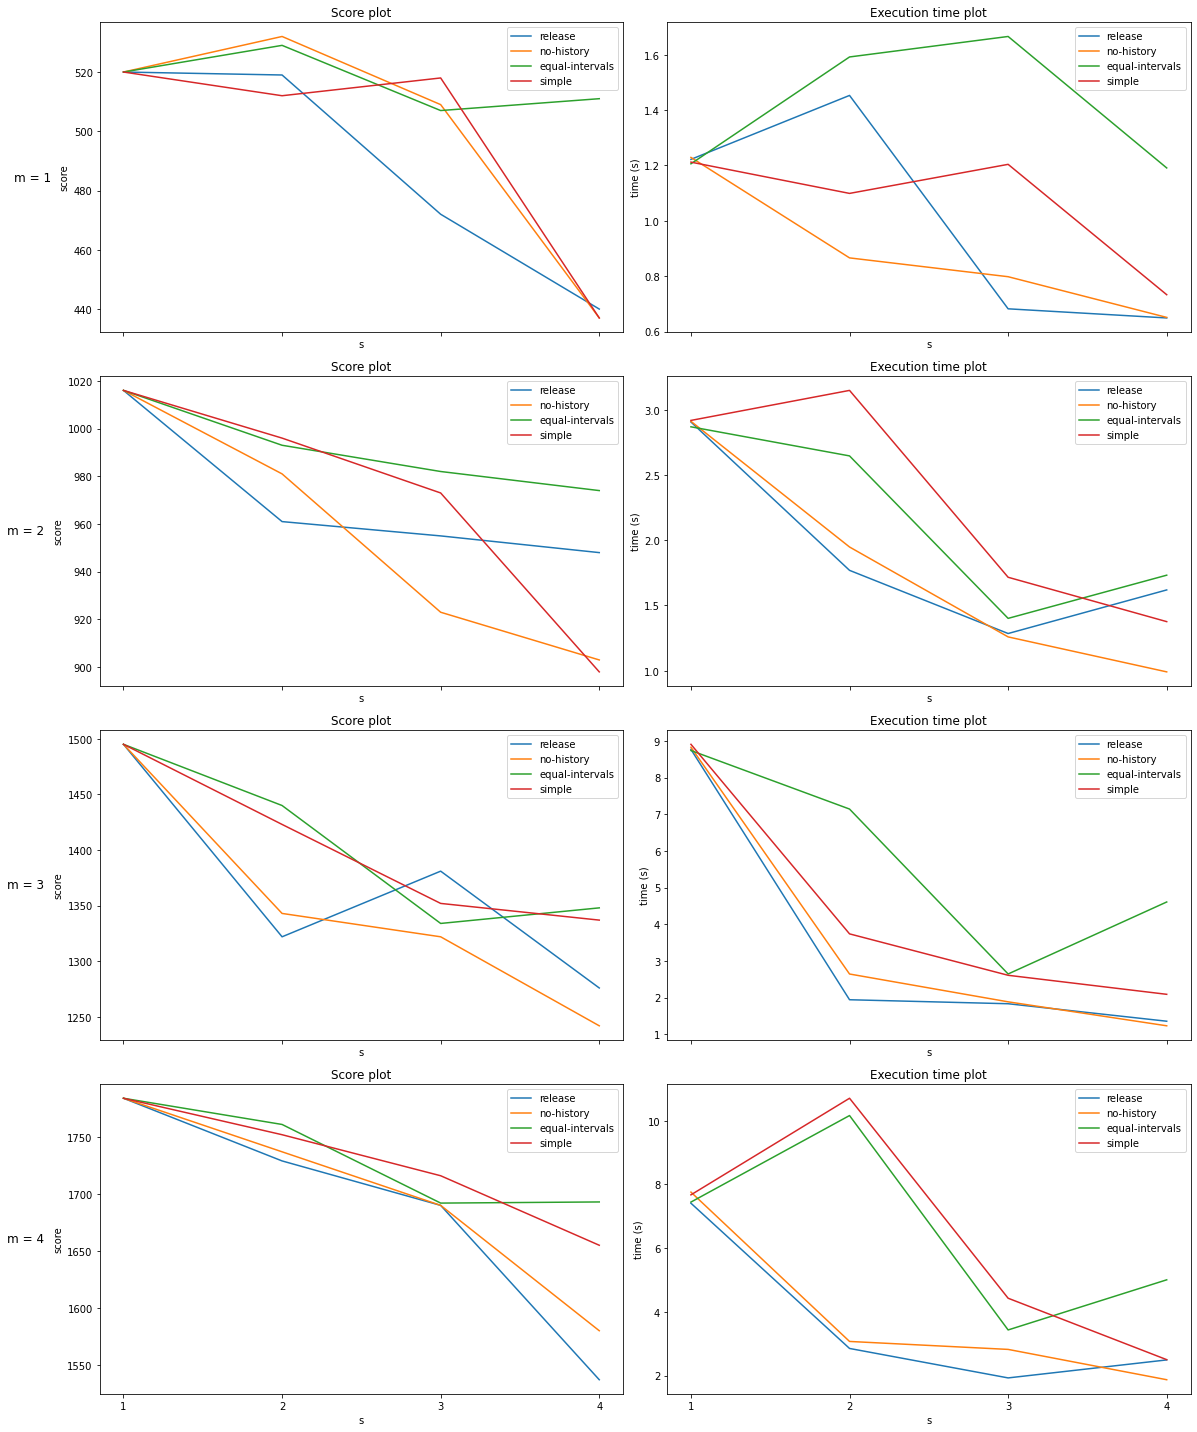 Score plot
release
no-history
equal-intervals
simple
520
500
480
460
440
score
s
m = 1
Execution time plot
release
no-history
equal-intervals
simple
1.6
1.4
1.2
1.0
0.8
0.6
time (s)
s
Score plot
release
no-history
equal-intervals
simple
1020
1000
980
960
940
920
900
score
s
m = 2
Execution time plot
release
no-history
equal-intervals
simple
3.0
2.5
2.0
1.5
1.0
time (s)
s
Score plot
release
no-history
equal-intervals
simple
1500
1450
1400
1350
1300
1250
score
s
m = 3
Execution time plot
release
no-history
equal-intervals
simple
9
8
7
6
5
4
3
2
1
time (s)
s
Score plot
release
no-history
equal-intervals
simple
1750
1700
1650
1600
1550
score
1 2 3 4
s
m = 4
Execution time plot
release
no-history
equal-intervals
simple
10
8
6
4
2
time (s)
1 2 3 4
s